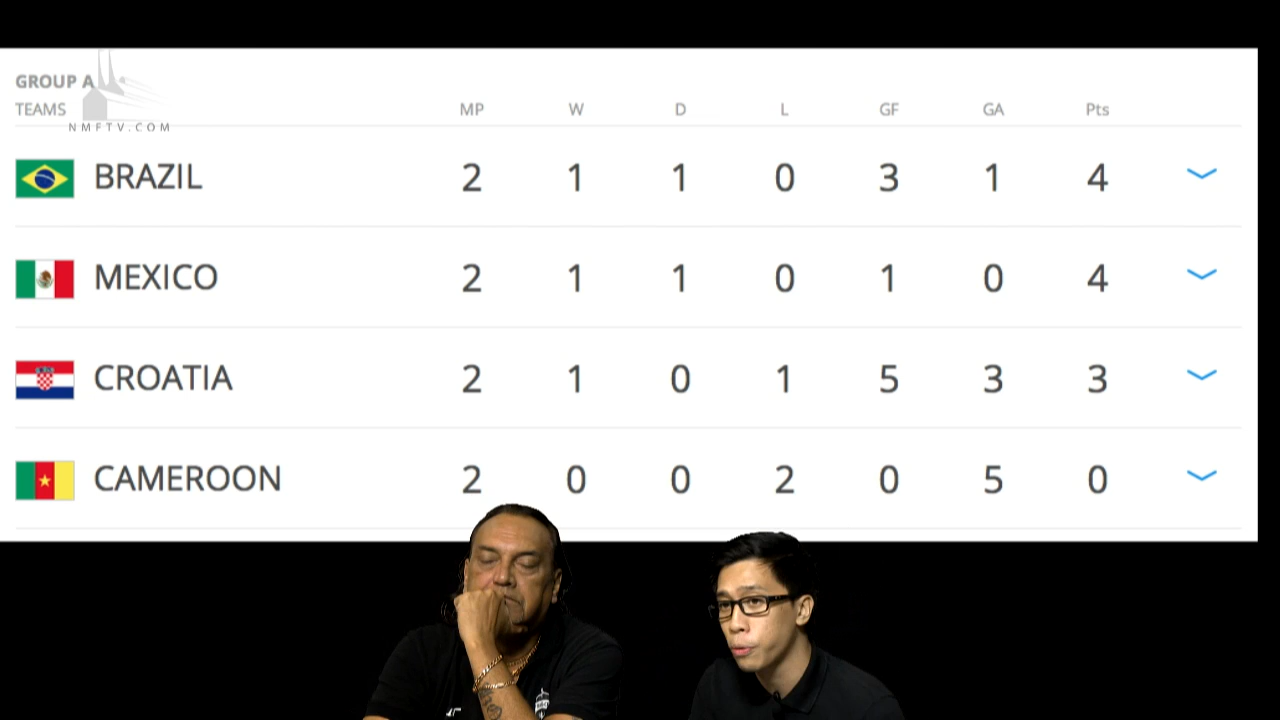 GROUP A
TEAMS MP W D L GF GA Pts
NMFTV.COM
BRAZIL 2 1 1 0 3 1 4
MEXICO 2 1 1 0 1 0 4
CROATIA 2 1 0 1 5 3 3
CAMEROON 2 0 0 2 0 5 0